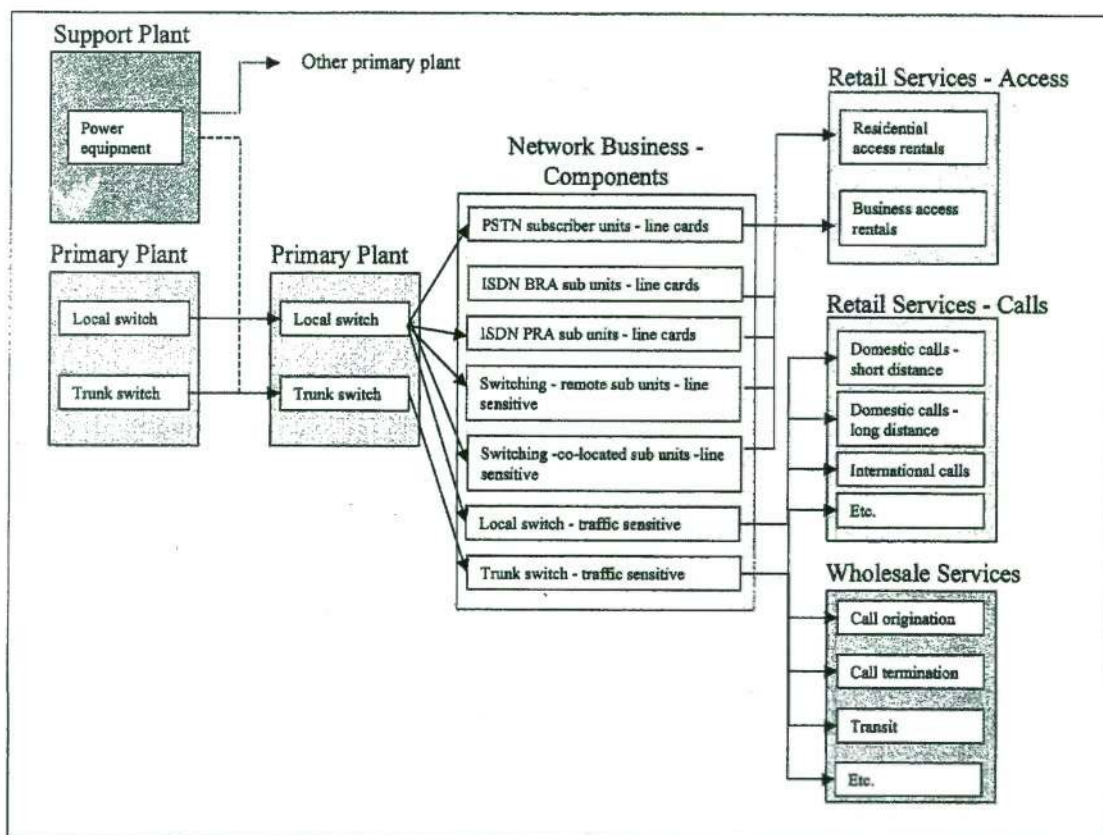 Support Plant
Other primary plant
Power
equipment
Primary Plant
Local switch
Trunk switch
Primary Plant
Local switch
Trunk switch
Network Business -
Components
PSTN subscriber units - line cards
ISDN BRA sub units - line cards
ISDN PRA sub units - line cards
Switching - remote sub units - line
sensitive
Switching -co-located sub units -line
sensitive
Local switch - traffic sensitive
Trunk switch - traffic sensitive
Retail Services - Access
Residential
access rentals
Business access
rentals
Retail Services - Calls
Domestic calls -
short distance
Domestic calls -
long distance
International calls
Etc.
Wholesale Services
Call origination
Call termination
Transit
Etc.